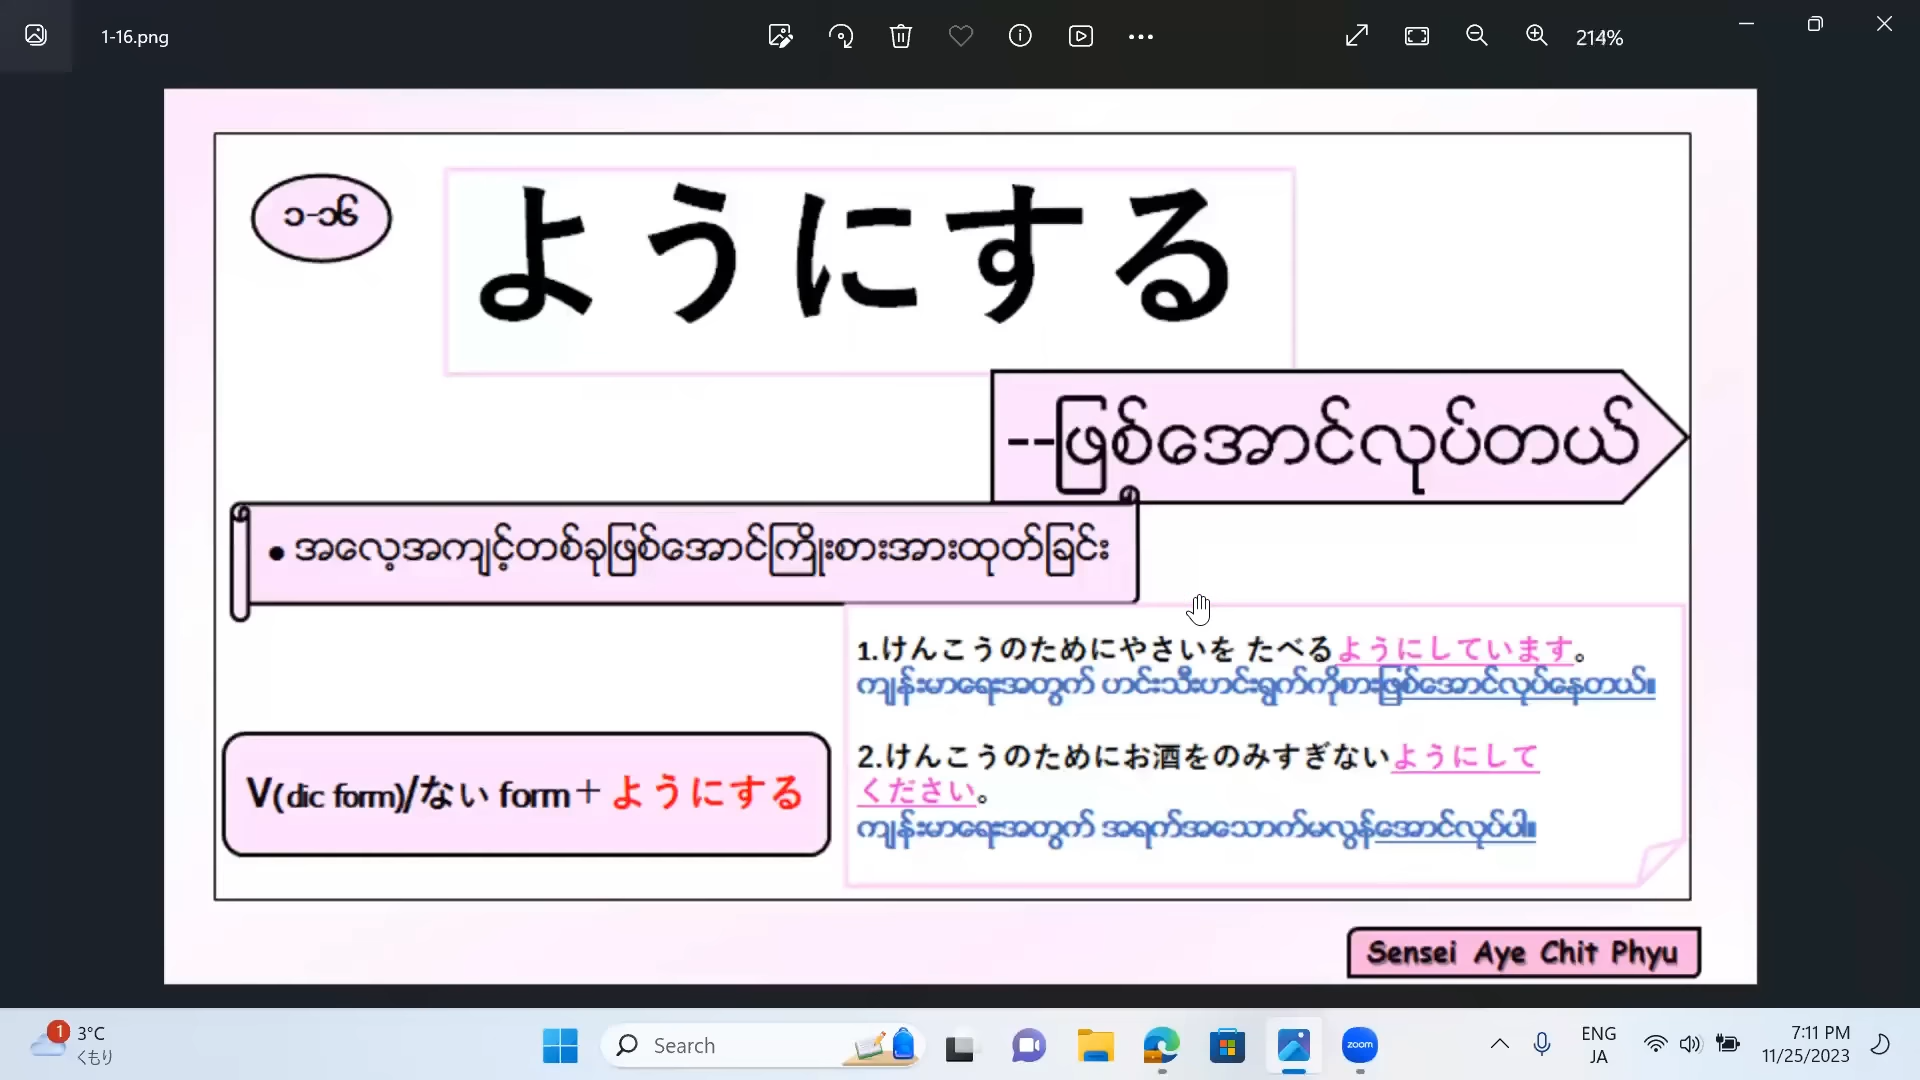 1-16.png
214%
၁-၁၆
ようにする
--ဖြစ်အောင်လုပ်တယ်
• အလေ့အကျင့်တစ်ခုဖြစ်အောင်ကြိုးစားအားထုတ်ခြင်း
1.けんこうのためにやさいを たべるようにしています。
ကျန်းမာရေးအတွက် ဟင်းသီးဟင်းရွက်ကိုစားဖြစ်အောင်လုပ်နေတယ်။
2.けんこうのためにお酒をのみすぎないようにして
ください。
ကျန်းမာရေးအတွက် အရက်အသောက်မလွန်အောင်လုပ်ပါ။
V(dic form)/ない form+ようにする
Sensei Aye Chit Phyu
1
3°C
くもり
Search
zoom
ENG
JA
7:11 PM
11/25/2023